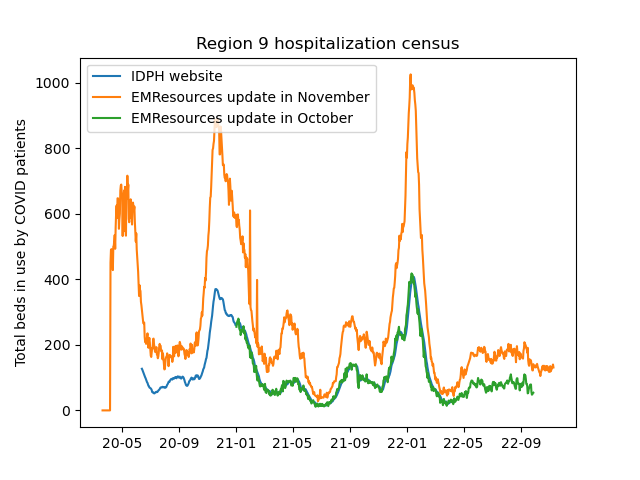 Region 9 hospitalization census
IDPH website
EMResources update in November
EMResources update in October
Total beds in use by COVID patients
1000
800
600
400
200
0
20-05 20-09 21-01 21-05 21-09 22-01 22-05 22-09